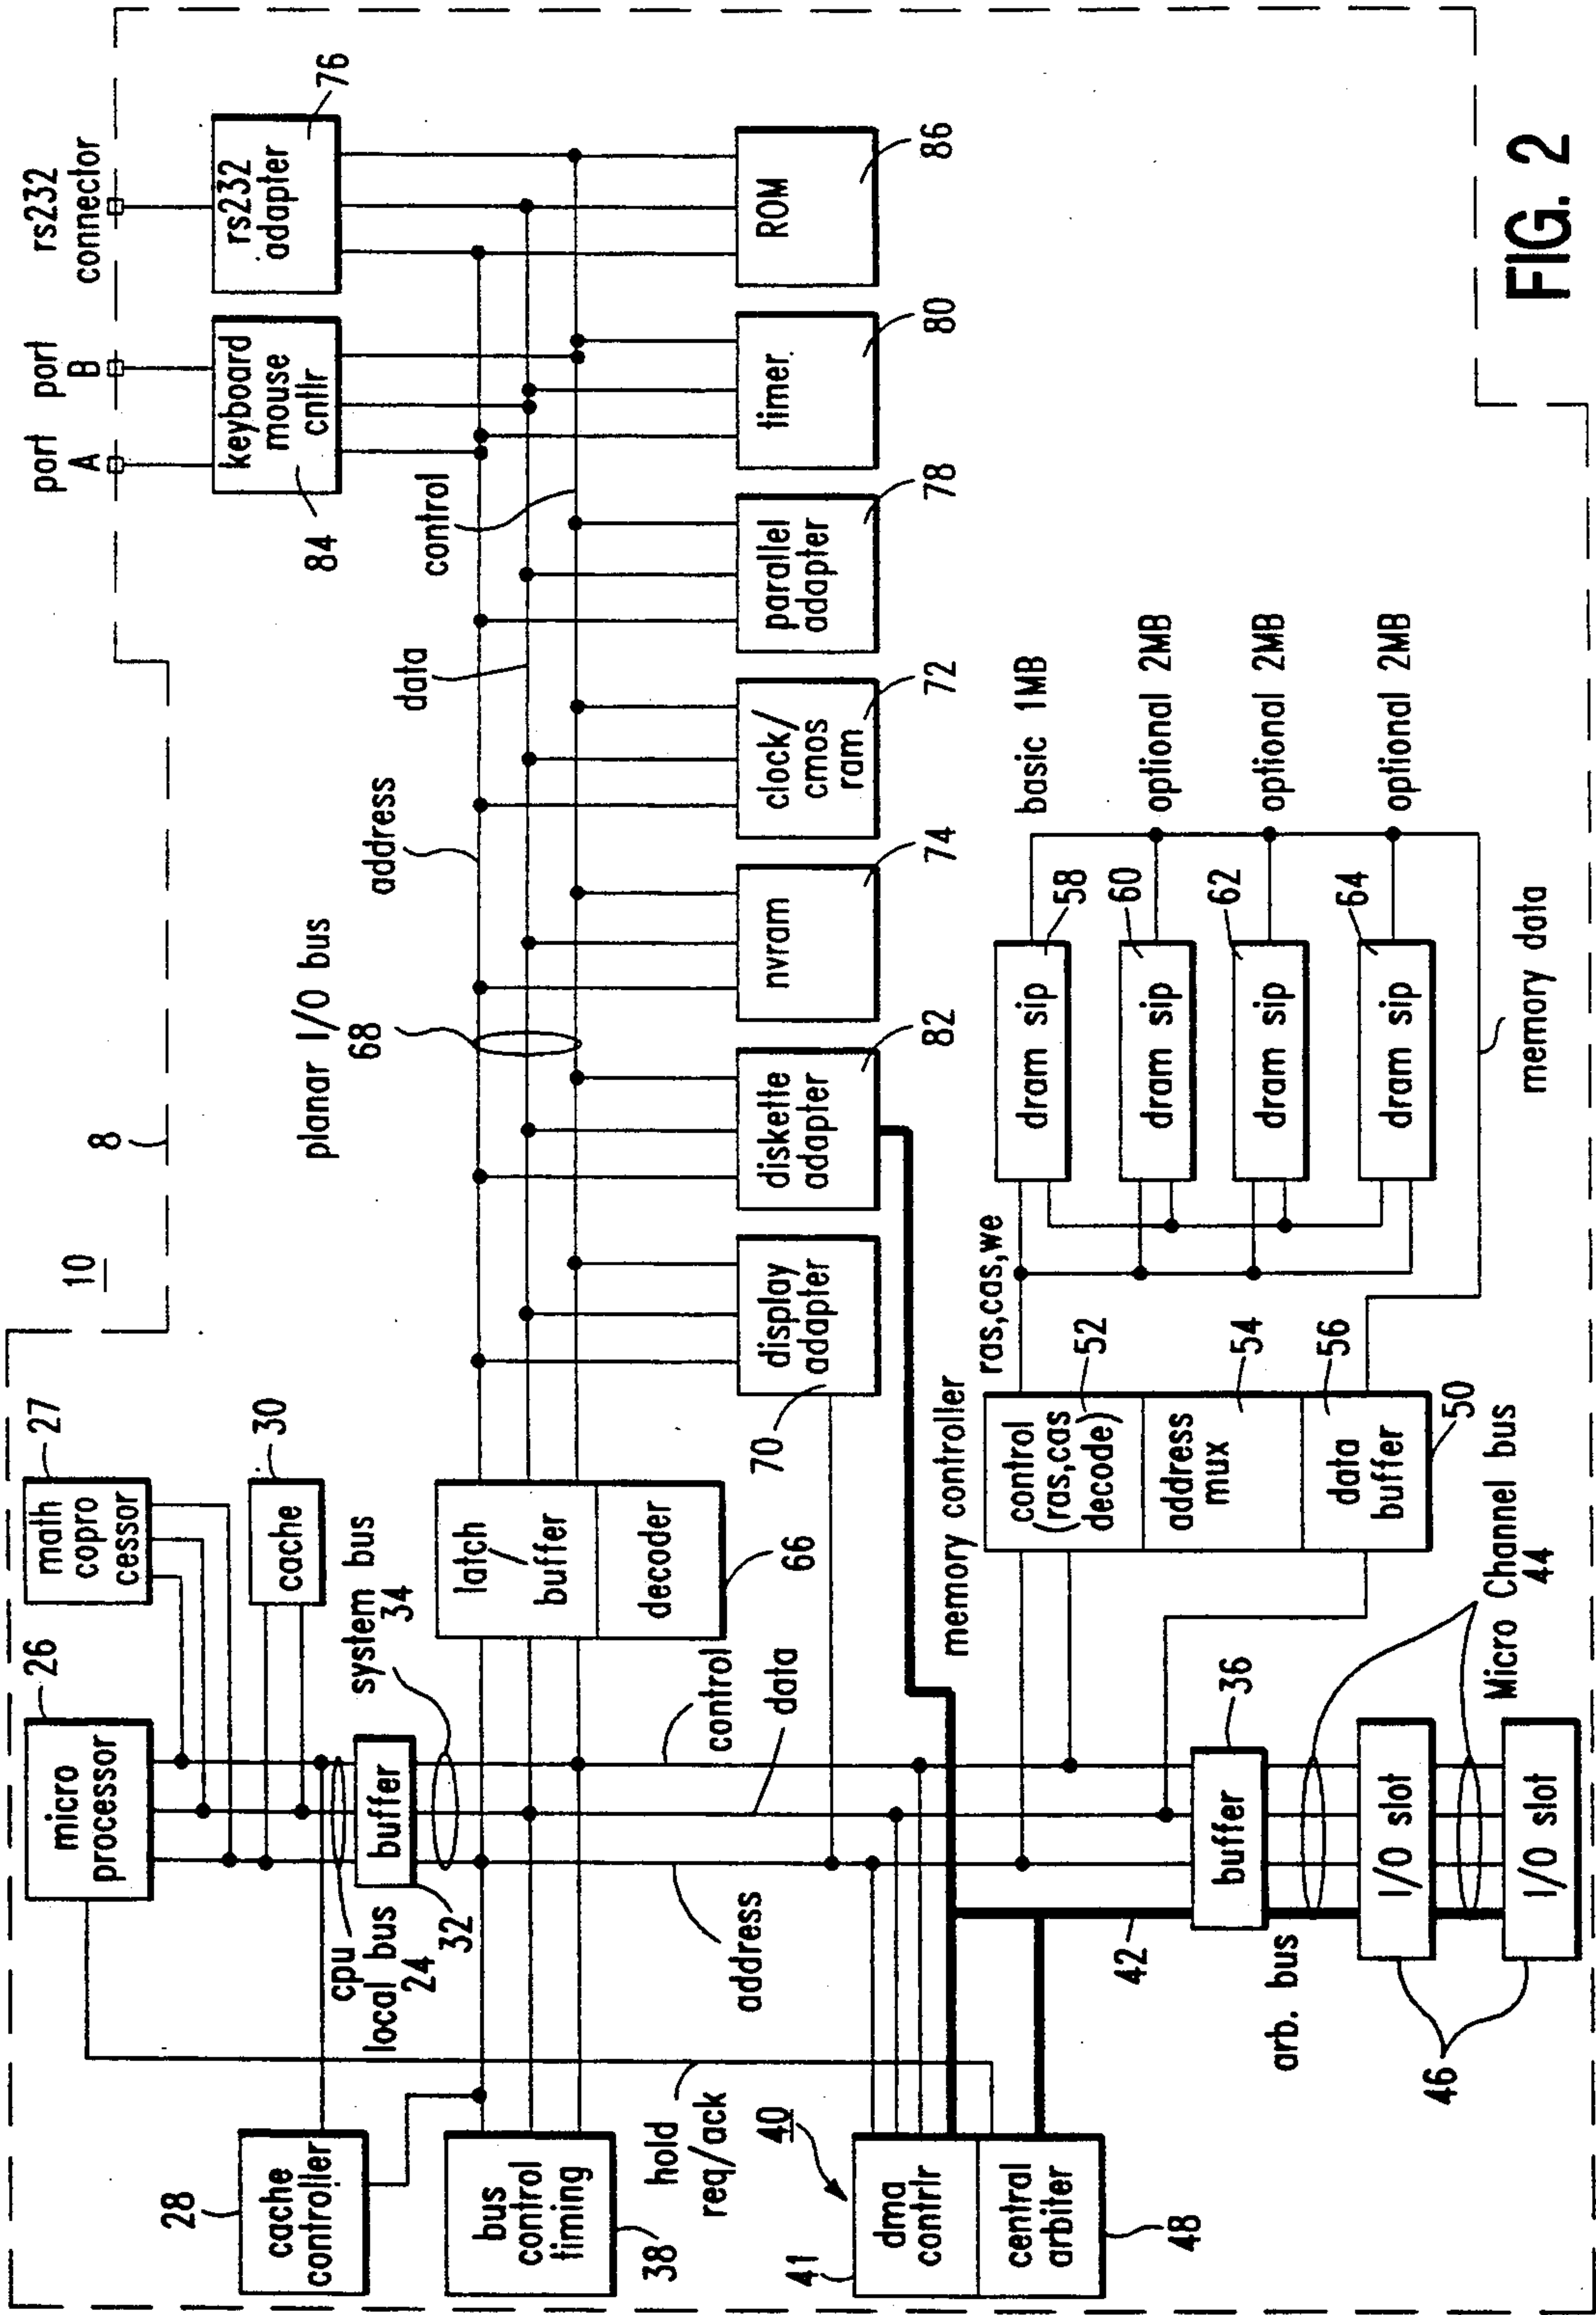 10
8
micro
processor
26
math
copro
cessor
27
cache
30
cache
controller
28
cpu
local bus
24
buffer
32
system bus
34
bus
control
timing
38
latch
/
buffer
decoder
66
planar I/O bus
68
address
data
control
port
A
port
B
rs232
connector
keyboard
mouse
cntlr
84
rs232
adapter
76
display
adapter
70
diskette
adapter
82
nvram
74
clock/
cmos
ram
72
parallel
adapter
78
timer
80
ROM
86
hold
req/ack
address
data
control
40
dma
contrlr
41
central
arbiter
48
arb. bus
42
buffer
36
I/O slot
I/O slot
46
Micro Channel bus
44
memory controller
control
(ras,cas
decode)
52
address
mux
54
data
buffer
56
50
ras,cas,we
dram sip
58
basic 1MB
dram sip
60
optional 2MB
dram sip
62
optional 2MB
dram sip
64
optional 2MB
memory data
FIG. 2